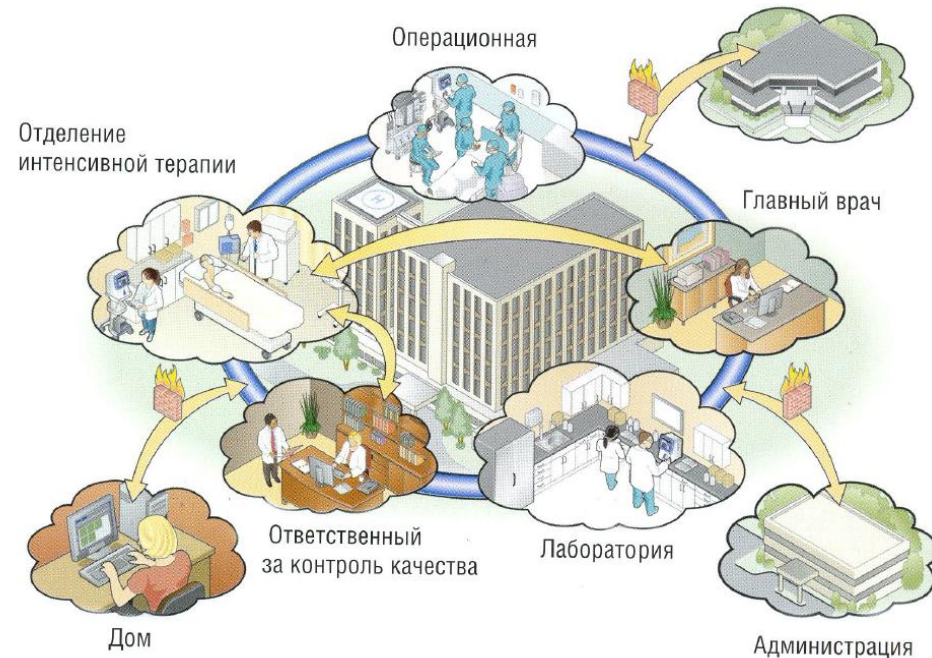 Операционная
Отделение
интенсивной терапии
H
Главный врач
Ответственный
за контроль качества
Лаборатория
Дом
Администрация